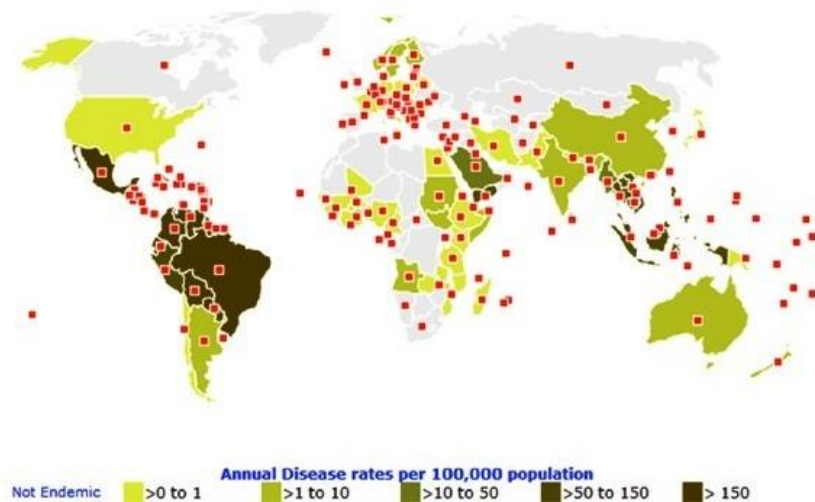 Annual Disease rates per 100,000 population
Not Endemic >0 to 1 >1 to 10 >10 to 50 >50 to 150 > 150